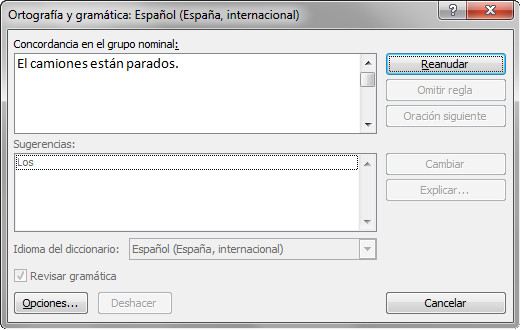 Ortografía y gramática: Español (España, internacional)
Concordancia en el grupo nominal:
El camiones están parados.
Reanudar
Omitir regla
Oración siguiente
Sugerencias:
Los
Cambiar
Explicar...
Idioma del diccionario: Español (España, internacional)
Revisar gramática
Opciones... Deshacer Cancelar